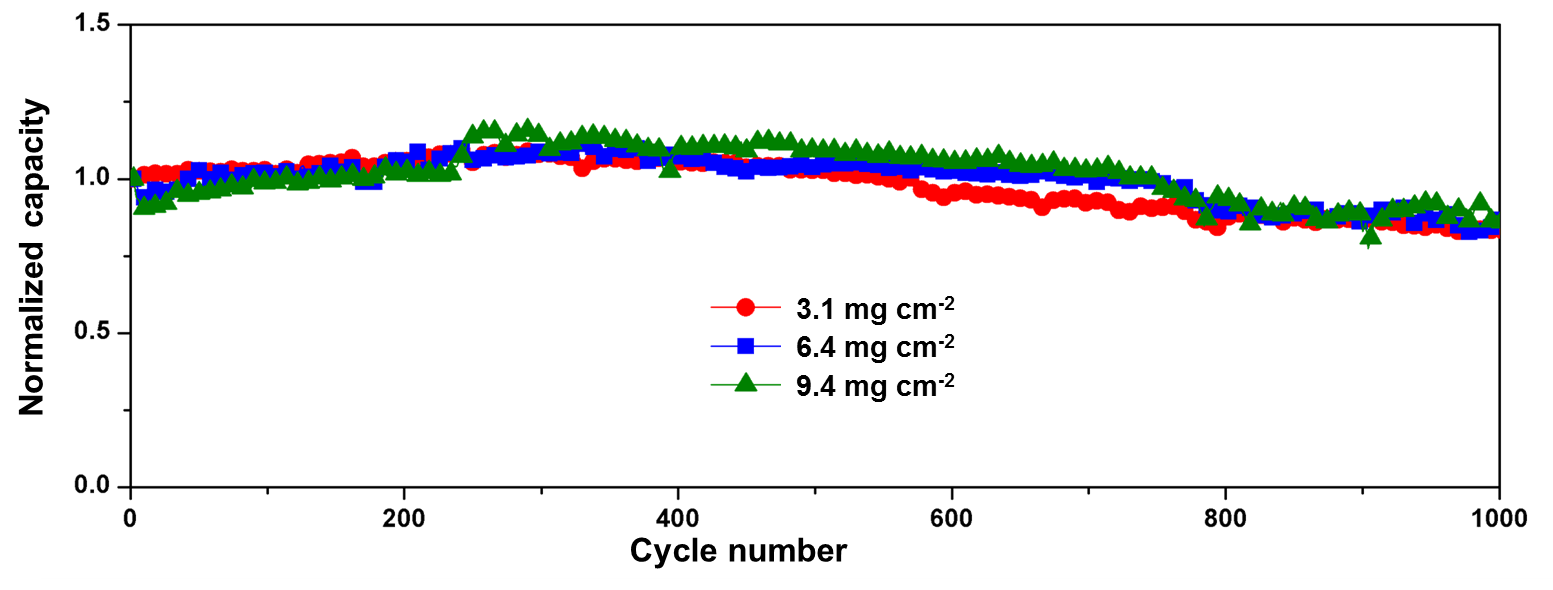 1.5
1.0
0.5
0.0
Normalized capacity
3.1 mg cm-2
6.4 mg cm-2
9.4 mg cm-2
0 200 400 600 800 1000
Cycle number